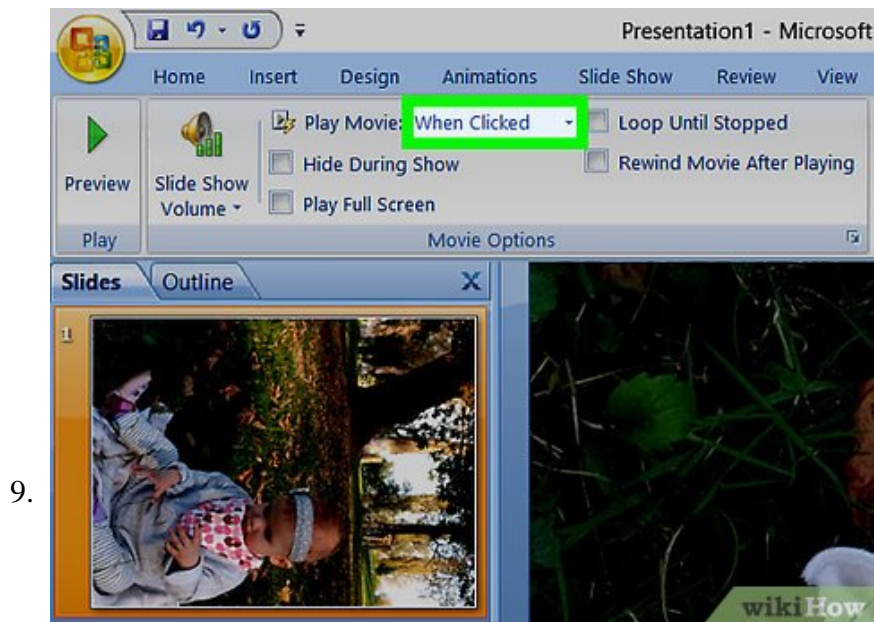 Presentation1 - Microsoft
Home Insert Design Animations Slide Show Review View
Play Movie: When Clicked Loop Until Stopped
Hide During Show Rewind Movie After Playing
Preview Slide Show Volume Play Full Screen
Play Movie Options
Slides Outline X
1
9.
wikiHow